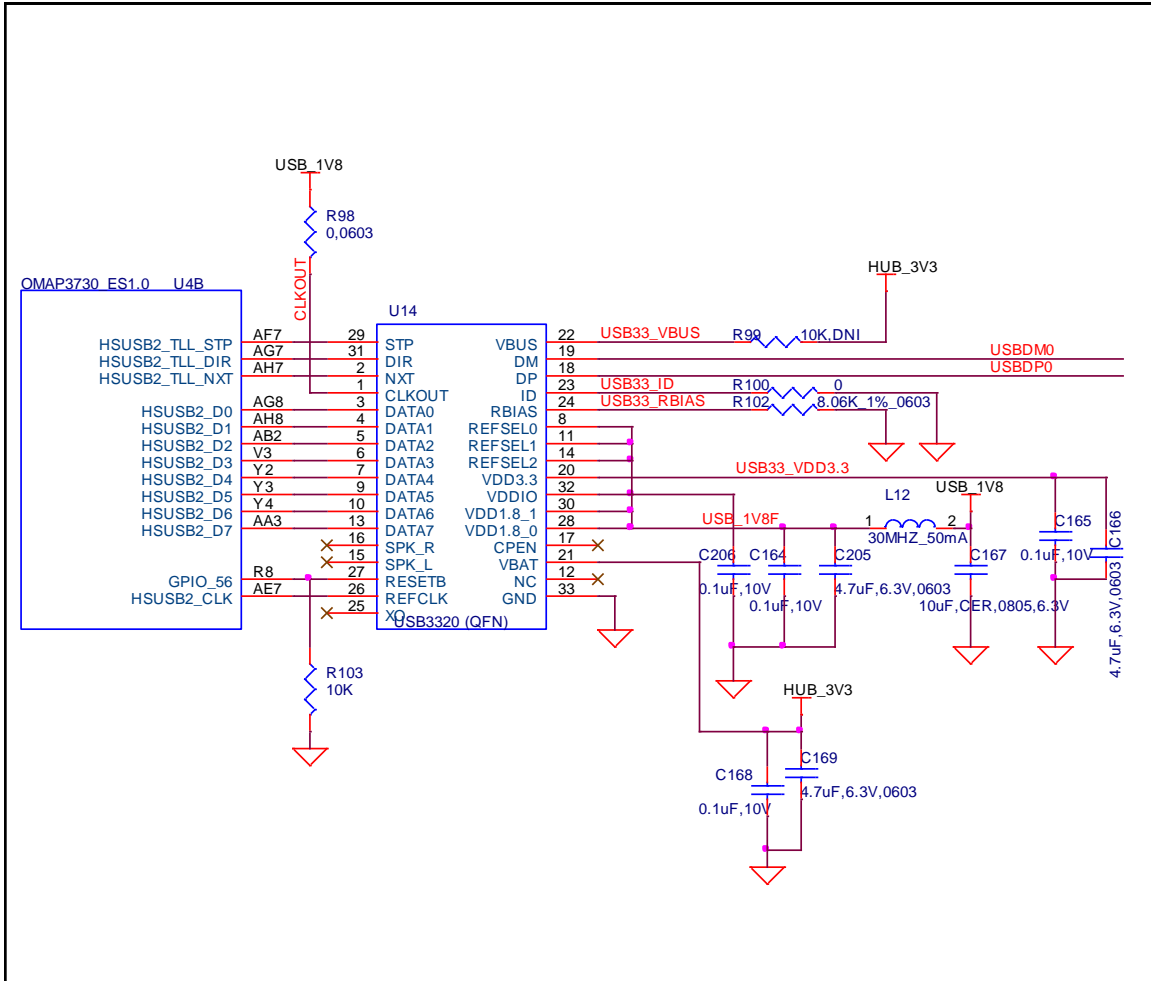 USB_1V8
R98
0,0603
CLKOUT
HUB_3V3
OMAP3730_ES1.0 U4B
U14
HSUSB2_TLL_STP AF7 29 STP VBUS 22 USB33_VBUS R99 10K,DNI
HSUSB2_TLL_DIR AG7 31 DIR DM 19 USBDM0
HSUSB2_TLL_NXT AH7 2 NXT DP 18 USBDP0
1 CLKOUT ID 23 USB33_ID R100 0
HSUSB2_D0 AG8 3 DATA0 RBIAS 24 USB33_RBIAS R102 8.06K_1%_0603
HSUSB2_D1 AH8 4 DATA1 REFSEL0 8
HSUSB2_D2 AB2 5 DATA2 REFSEL1 11
HSUSB2_D3 V3 6 DATA3 REFSEL2 14
HSUSB2_D4 Y2 7 DATA4 VDD3.3 20 USB33_VDD3.3
HSUSB2_D5 Y3 9 DATA5 VDDIO 32
HSUSB2_D6 Y4 10 DATA6 VDD1.8_1 30
HSUSB2_D7 AA3 13 DATA7 VDD1.8_0 28 USB_1V8F
16 SPK_R CPEN 17
15 SPK_L VBAT 21
GPIO_56 R8 27 RESETB NC 12
HSUSB2_CLK AE7 26 REFCLK GND 33
25 XO
USB3320 (QFN)
L12
1 2
30MHZ_50mA
USB_1V8
C165
0.1uF,10V
C166
4.7uF,6.3V,0603
C206
0.1uF,10V
C164
0.1uF,10V
C205
4.7uF,6.3V,0603
C167
10uF,CER,0805,6.3V
R103
10K
HUB_3V3
C168
0.1uF,10V
C169
4.7uF,6.3V,0603